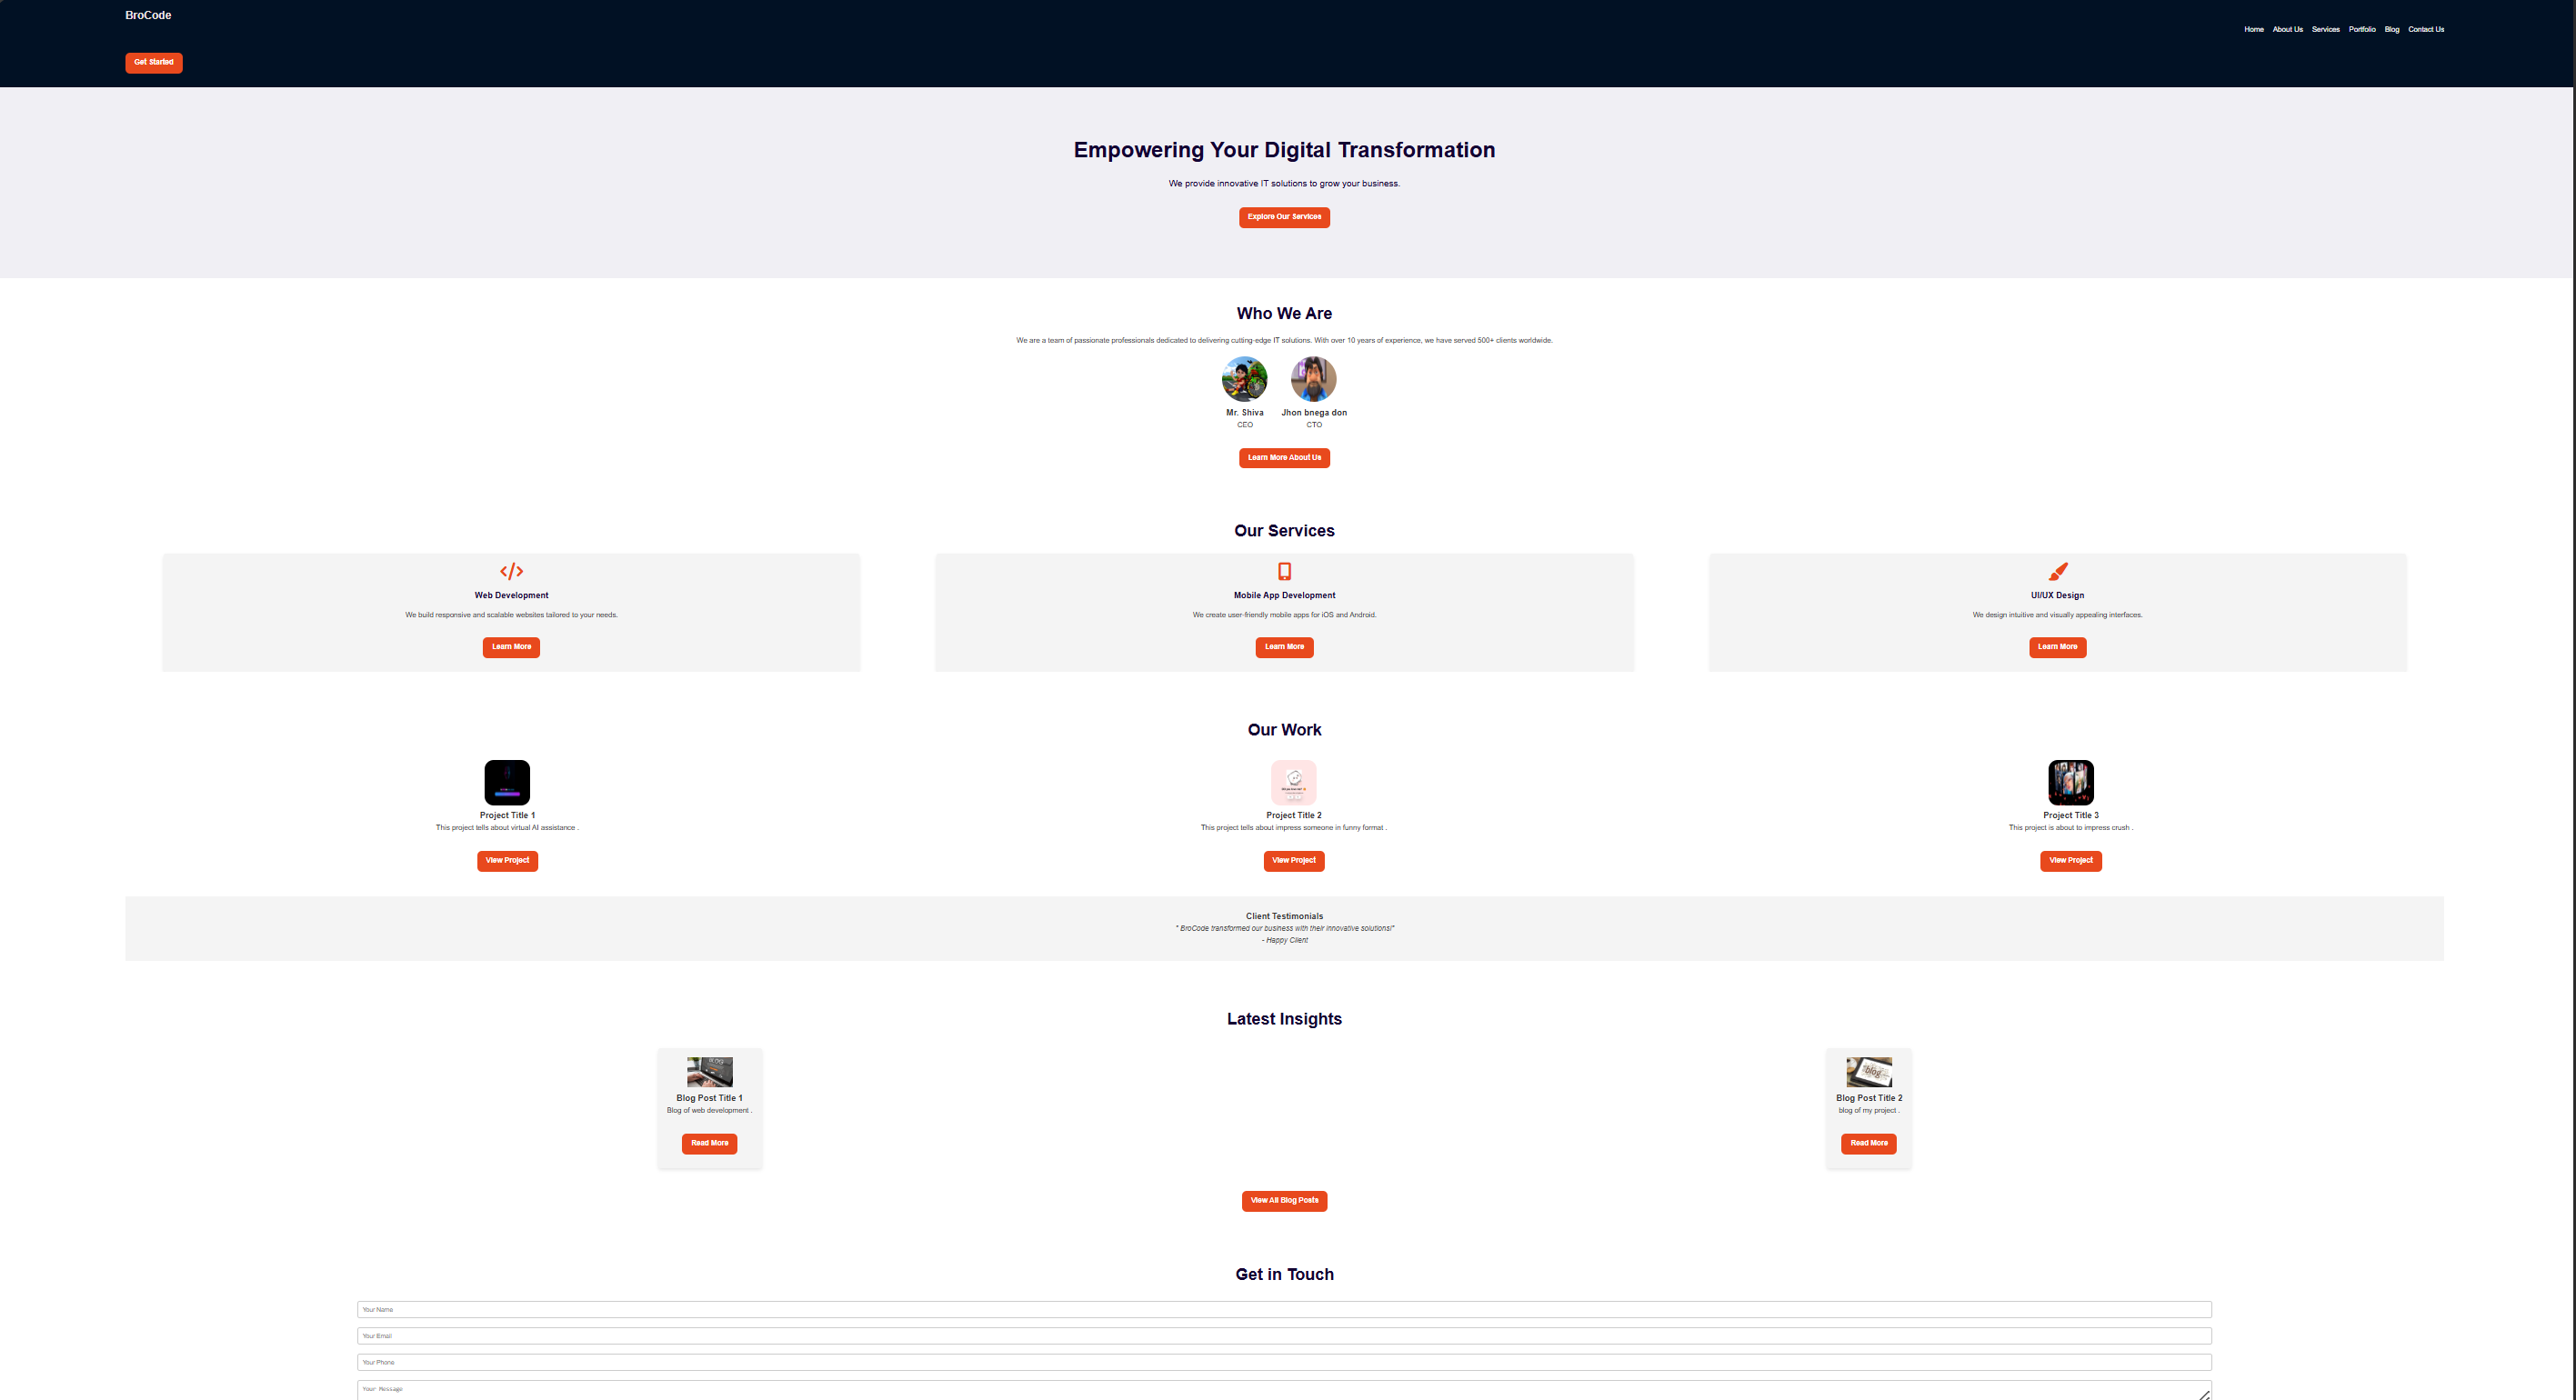 BroCode
Home About Us Services Portfolio Blog Contact Us
Get Started
Empowering Your Digital Transformation
We provide innovative IT solutions to grow your business.
Explore Our Services
Who We Are
We are a team of passionate professionals dedicated to delivering cutting-edge IT solutions. With over 10 years of experience, we have served 500+ clients worldwide.
Mr. Shiva Jhon bnega don
CEO CTO
Learn More About Us
Our Services
Web Development Mobile App Development UI/UX Design
We build responsive and scalable websites tailored to your needs. We create user-friendly mobile apps for iOS and Android. We design intuitive and visually appealing interfaces.
Learn More Learn More Learn More
Our Work
Project Title 1 Project Title 2 Project Title 3
This project tells about virtual AI assistance . This project tells about impress someone in funny format . This project is about to impress crush .
View Project View Project View Project
Client Testimonials
" BroCode transformed our business with their innovative solutions!"
- Happy Client
Latest Insights
BLOG blog
Blog Post Title 1 Blog Post Title 2
Blog of web development . blog of my project .
Read More Read More
View All Blog Posts
Get in Touch
Your Name
Your Email
Your Phone
Your Message